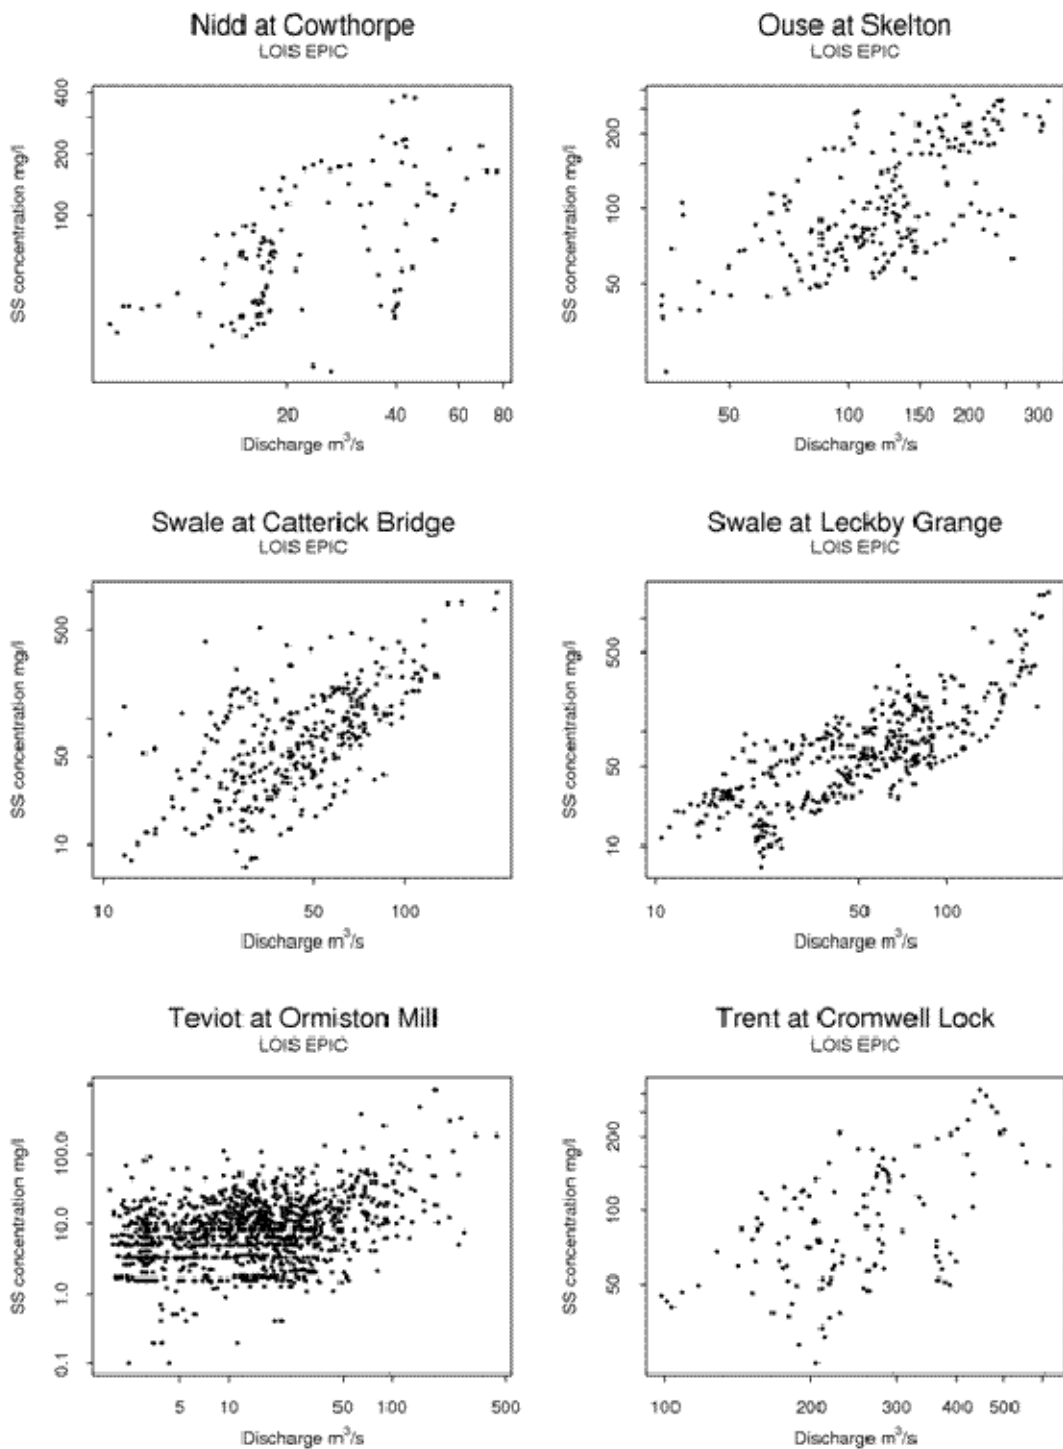 Nidd at Cowthorpe
LOIS EPIC
SS concentration mg/l
400
200
100
20 40 60 80
Discharge m³/s
Ouse at Skelton
LOIS EPIC
SS concentration mg/l
200
100
50
50 100 150 200 300
Discharge m³/s
Swale at Catterick Bridge
LOIS EPIC
SS concentration mg/l
500
50
10
10 50 100
Discharge m³/s
Swale at Leckby Grange
LOIS EPIC
SS concentration mg/l
500
50
10
10 50 100
Discharge m³/s
Teviot at Ormiston Mill
LOIS EPIC
SS concentration mg/l
100.0
10.0
1.0
0.1
5 10 50 100 500
Discharge m³/s
Trent at Cromwell Lock
LOIS EPIC
SS concentration mg/l
200
100
50
100 200 300 400 500
Discharge m³/s